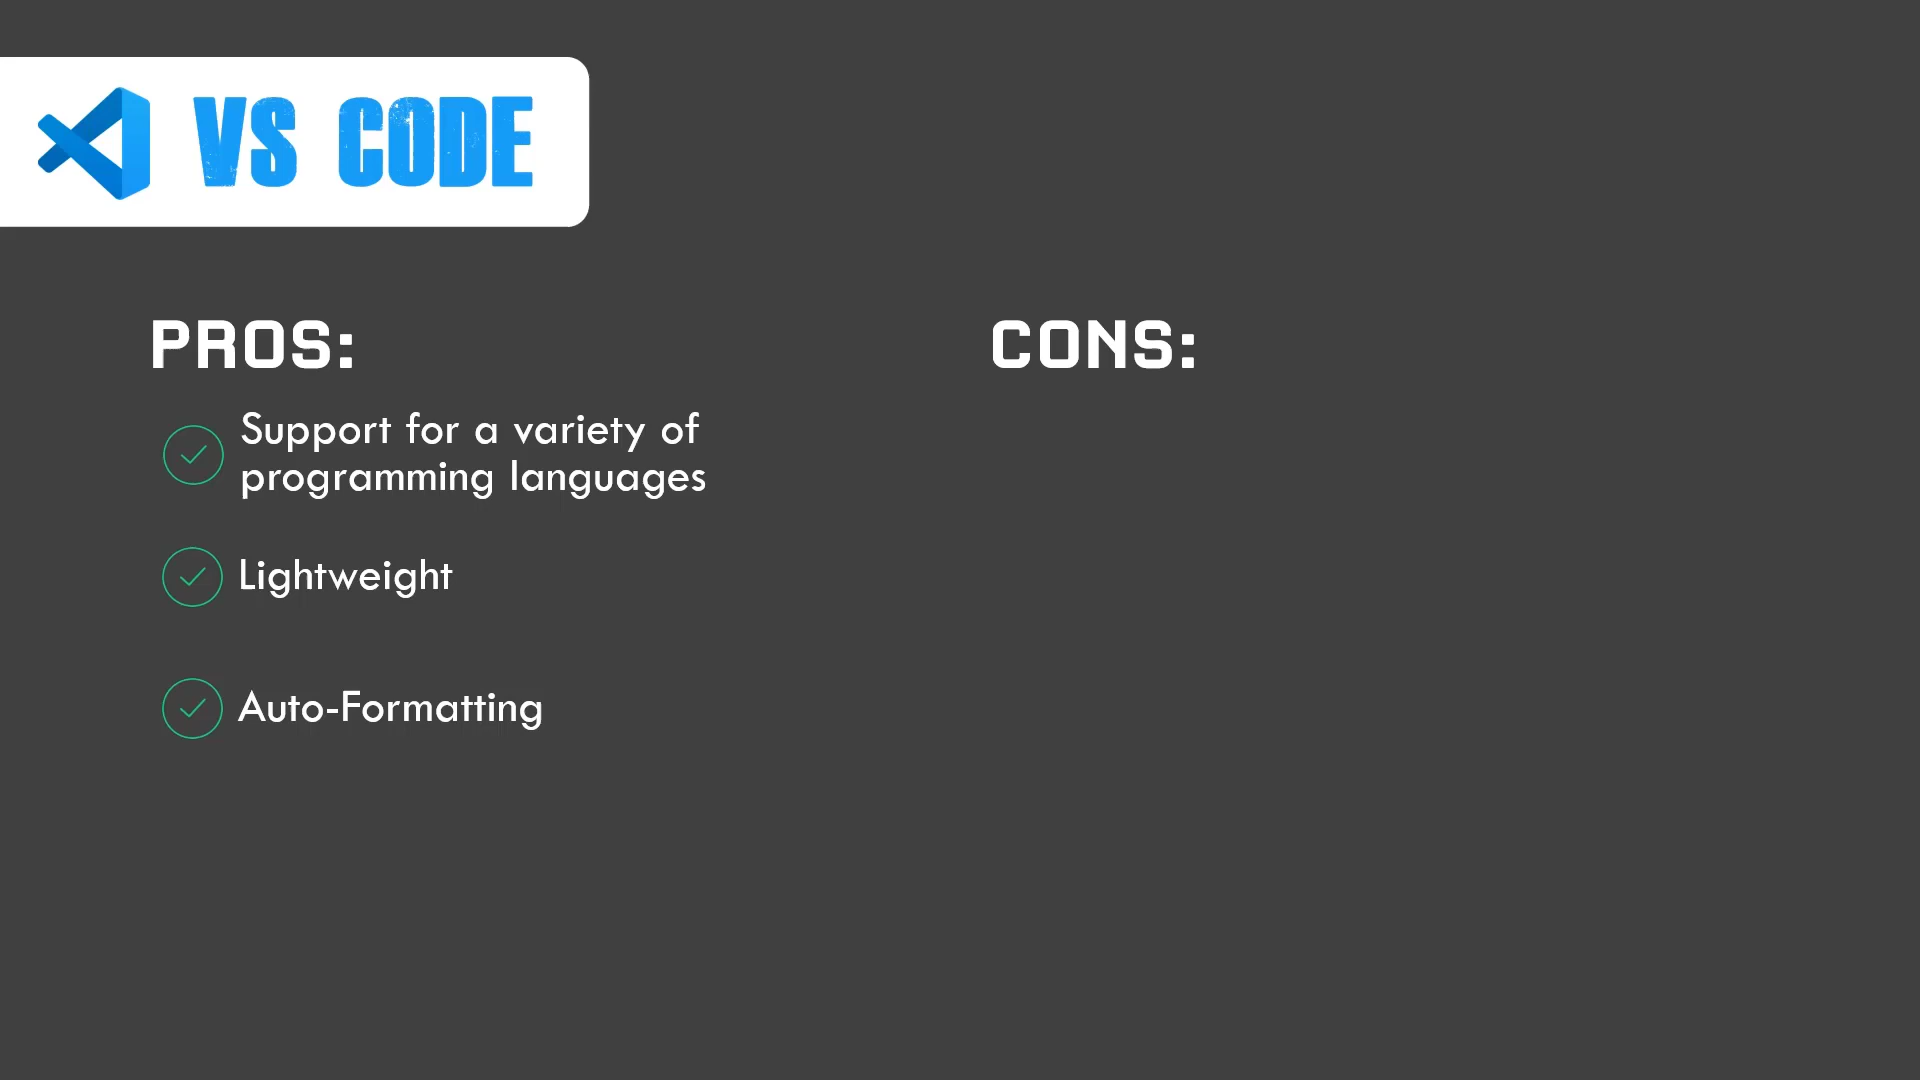 VS CODE
PROS:
Support for a variety of
programming languages
Lightweight
Auto-Formatting
CONS: